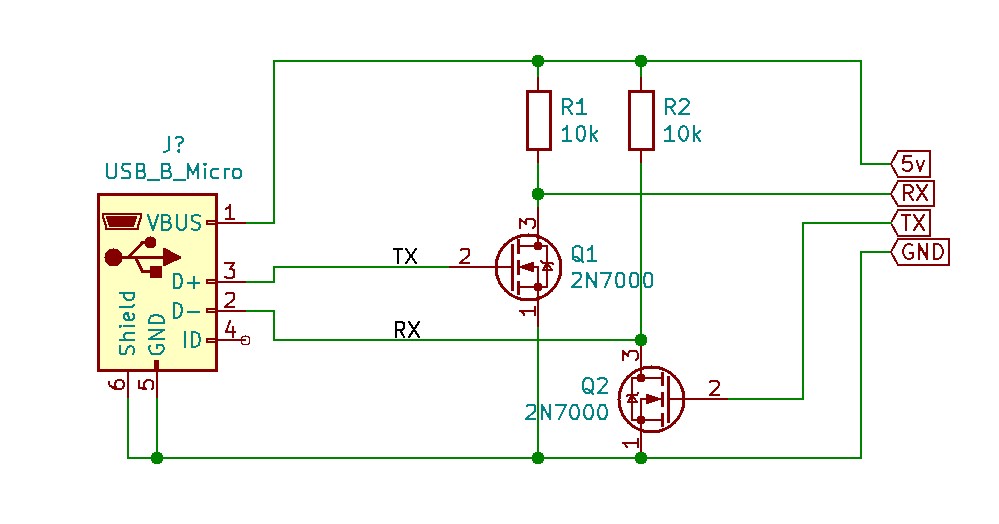 J?
USB_B_Micro
VBUS
1
D+
3
D-
2
ID
4
Shield
GND
6
5
TX
RX
R1
10k
R2
10k
3
2
1
Q1
2N7000
3
2
1
Q2
2N7000
5v
RX
TX
GND